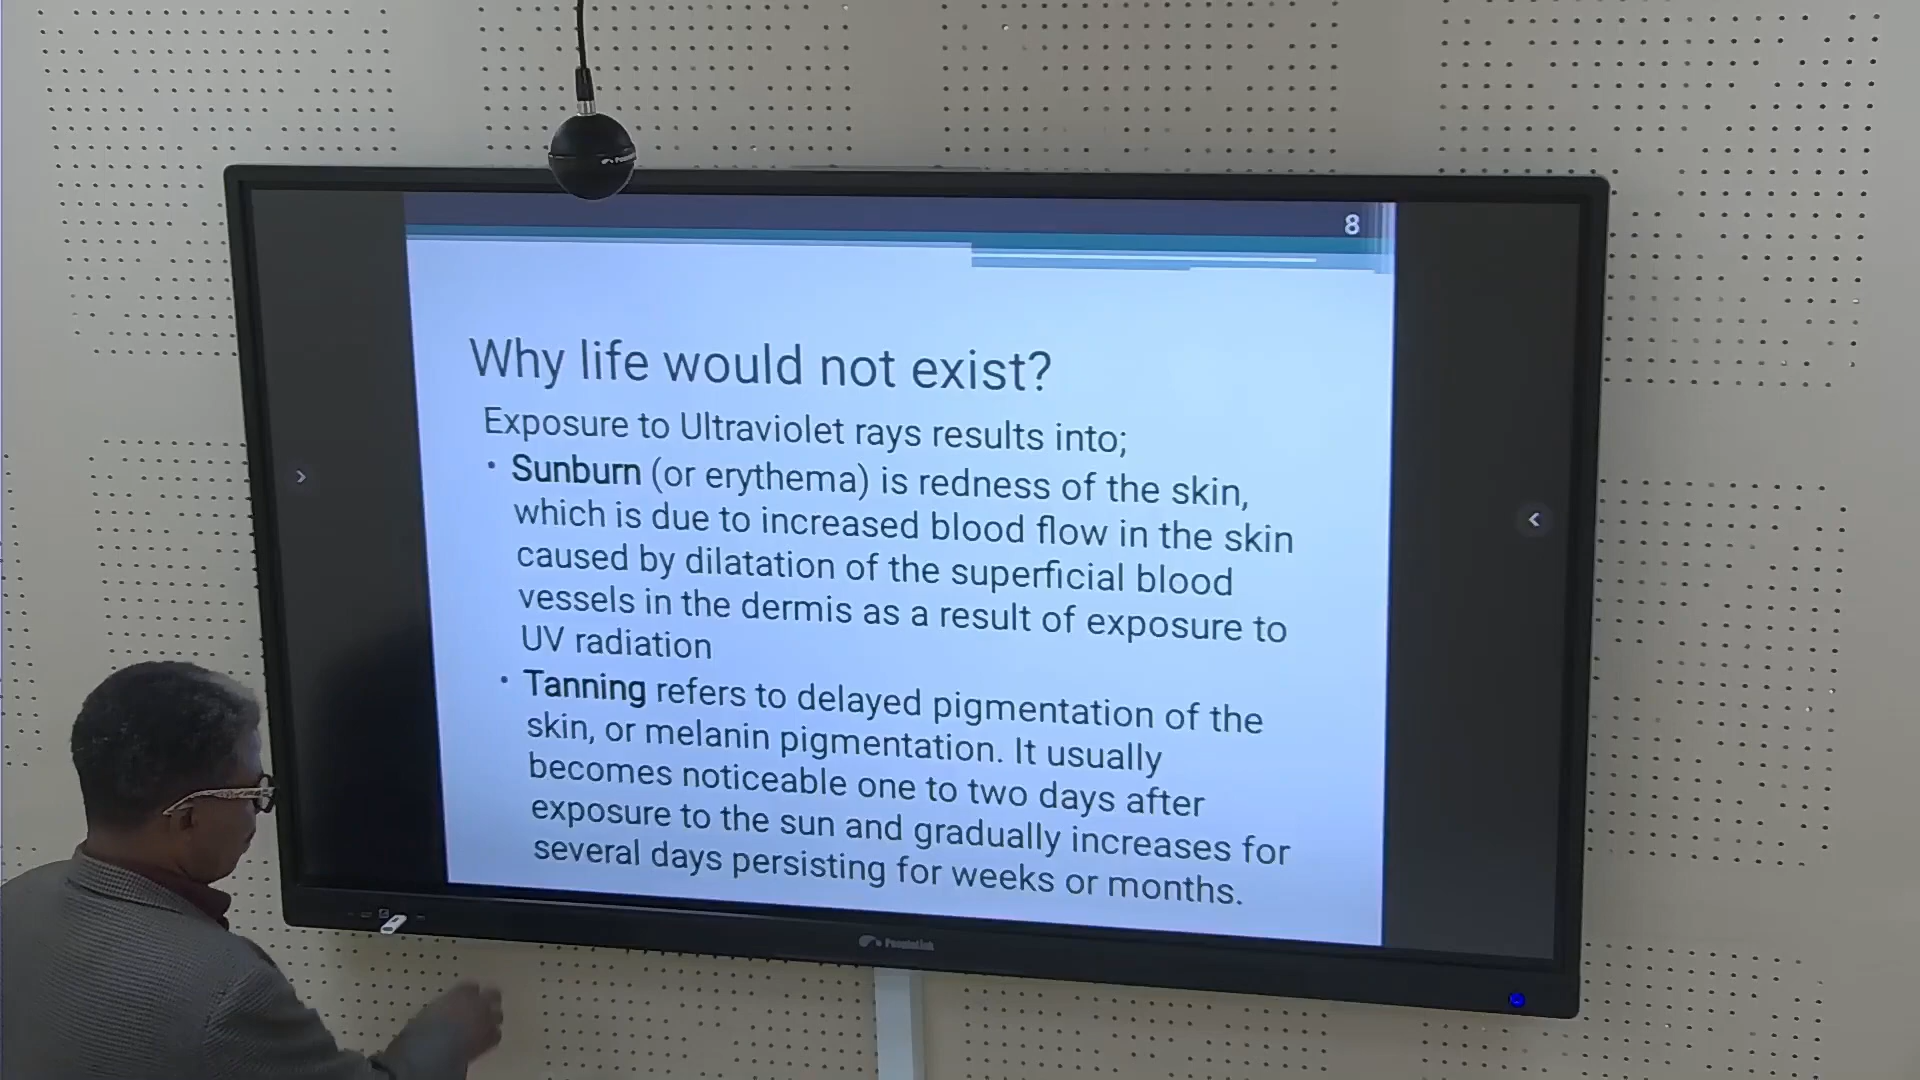 8
Why life would not exist?
Exposure to Ultraviolet rays results into;
• Sunburn (or erythema) is redness of the skin,
which is due to increased blood flow in the skin
caused by dilatation of the superficial blood
vessels in the dermis as a result of exposure to
UV radiation
• Tanning refers to delayed pigmentation of the
skin, or melanin pigmentation. It usually
becomes noticeable one to two days after
exposure to the sun and gradually increases for
several days persisting for weeks or months.
PeopleLink